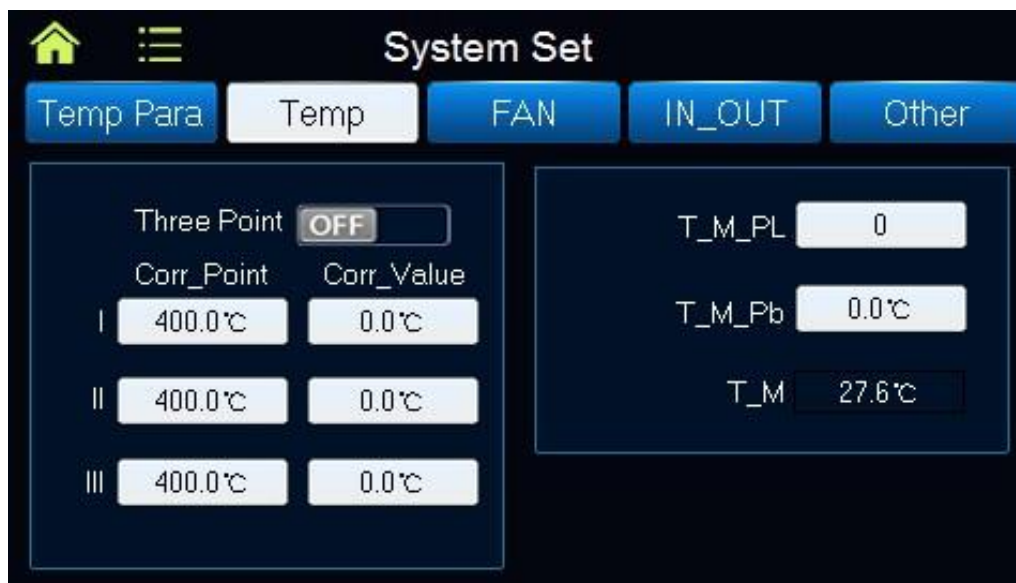 System Set
Temp Para Temp FAN IN_OUT Other
Three Point OFF
Corr_Point Corr_Value
I 400.0℃ 0.0℃
II 400.0℃ 0.0℃
III 400.0℃ 0.0℃
T_M_PL 0
T_M_Pb 0.0℃
T_M 27.6℃